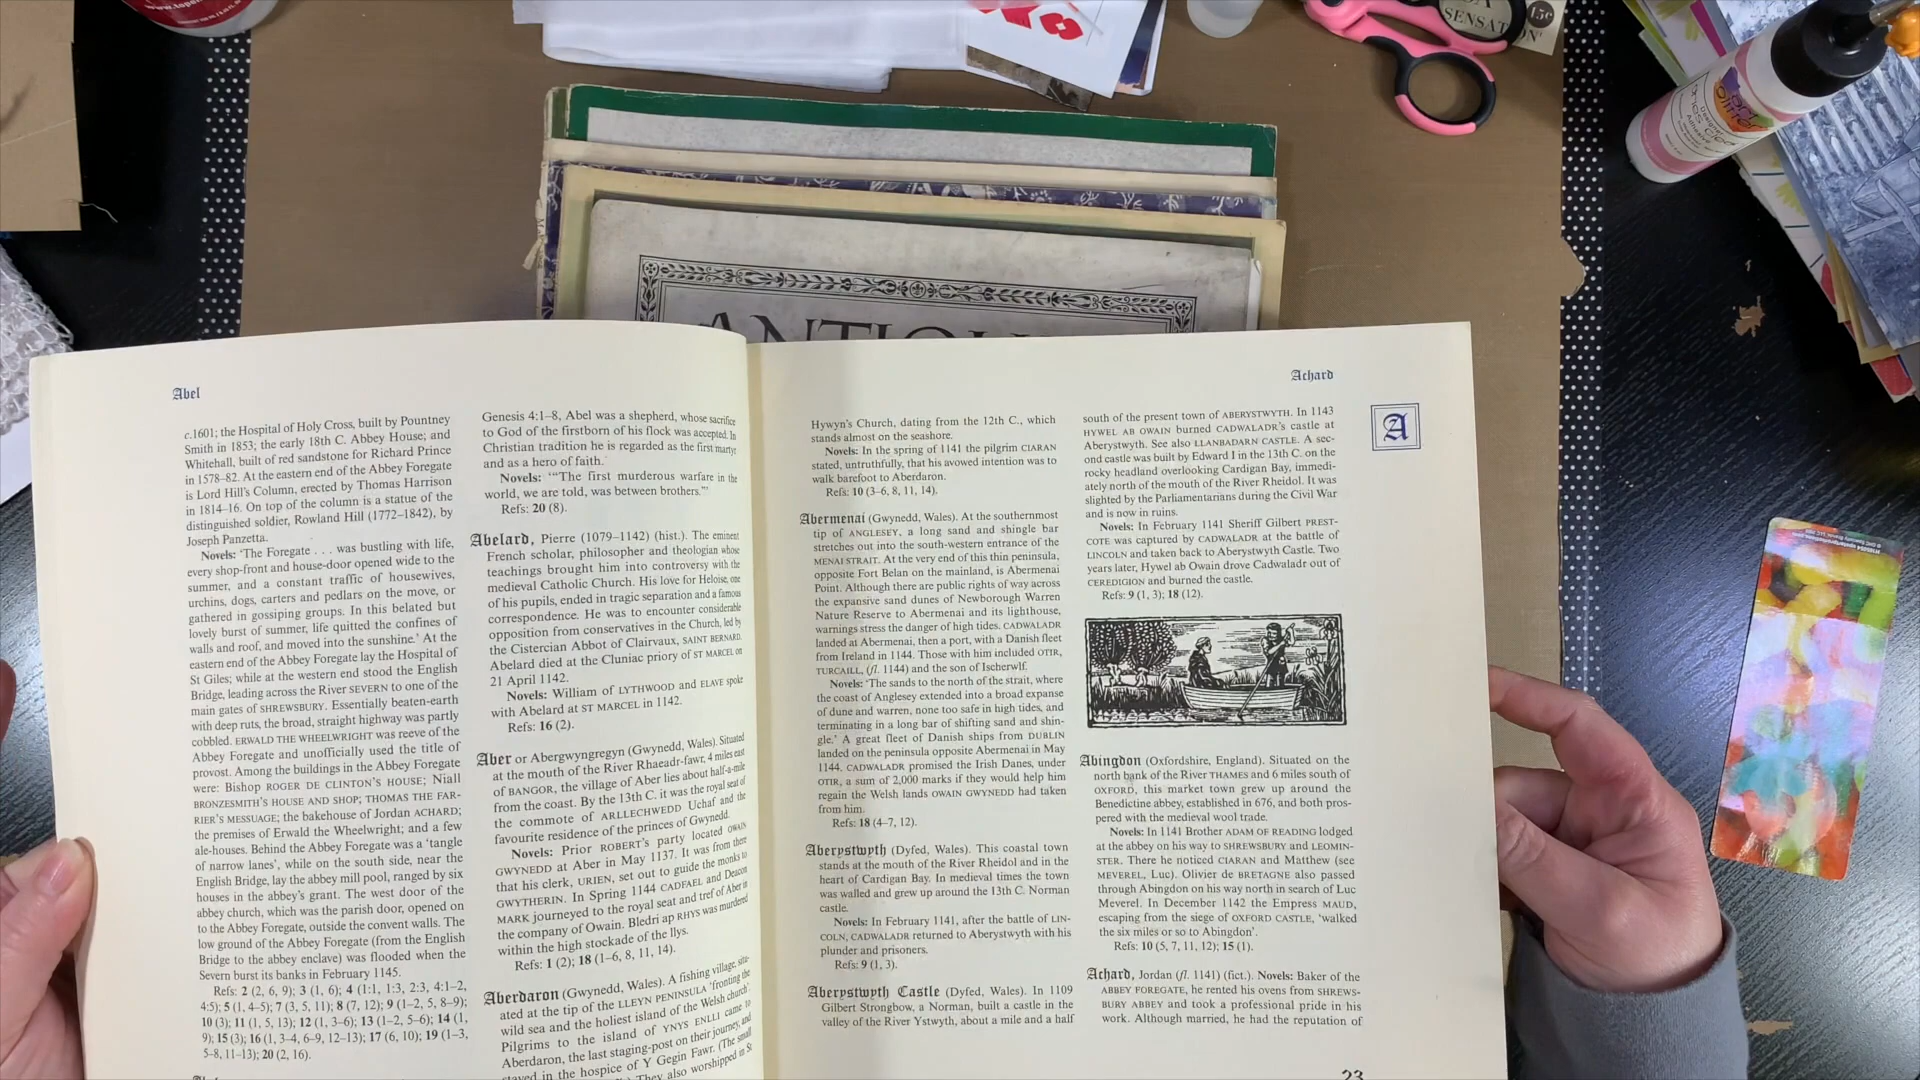 SENSAT
15c
ANTIQU
Abel
c.1601; the Hospital of Holy Cross, built by Pountney
Smith in 1853; the early 18th C. Abbey House; and
Whitehall, built of red sandstone for Richard Prince
in 1578–82. At the eastern end of the Abbey Foregate
is Lord Hill's Column, erected by Thomas Harrison
in 1814–16. On top of the column is a statue of the
distinguished soldier, Rowland Hill (1772–1842), by
Joseph Panzetta.
Novels: 'The Foregate . . . was bustling with life,
every shop-front and house-door opened wide to the
summer, and a constant traffic of housewives,
urchins, dogs, carters and pedlars on the move, or
gathered in gossiping groups. In this belated but
lovely burst of summer, life quitted the confines of
walls and roof, and moved into the sunshine.' At the
eastern end of the Abbey Foregate lay the Hospital of
St Giles; while at the western end stood the English
Bridge, leading across the River SEVERN to one of the
main gates of SHREWSBURY. Essentially beaten-earth
with deep ruts, the broad, straight highway was partly
cobbled. ERWALD THE WHEELWRIGHT was reeve of the
Abbey Foregate and unofficially used the title of
provost. Among the buildings in the Abbey Foregate
were: Bishop ROGER DE CLINTON'S HOUSE; Niall
BRONZESMITH'S HOUSE AND SHOP; THOMAS THE FAR-
RIER'S MESSUAGE; the bakehouse of Jordan ACHARD;
the premises of Erwald the Wheelwright; and a few
ale-houses. Behind the Abbey Foregate was a 'tangle
of narrow lanes', while on the south side, near the
English Bridge, lay the abbey mill pool, ranged by six
houses in the abbey's grant. The west door of the
abbey church, which was the parish door, opened on
to the Abbey Foregate, outside the convent walls. The
low ground of the Abbey Foregate (from the English
Bridge to the abbey enclave) was flooded when the
Severn burst its banks in February 1145.
Refs: 2 (2, 6, 9); 3 (1, 6); 4 (1:1, 1:3, 2:3, 4:1–2,
4:5); 5 (1, 4–5); 7 (3, 5, 11); 8 (7, 12); 9 (1–2, 5, 8–9);
10 (3); 11 (1, 5, 13); 12 (1, 3–6); 13 (1–2, 5–6); 14 (1,
9); 15 (3); 16 (1, 3–4, 6–9, 12–13); 17 (6, 10); 19 (1–3,
5–8, 11–13); 20 (2, 16).
Genesis 4:1–8, Abel was a shepherd, whose sacrifice
to God of the firstborn of his flock was accepted. In
Christian tradition he is regarded as the first martyr
and as a hero of faith.
Novels: '"The first murderous warfare in the
world, we are told, was between brothers."'
Refs: 20 (8).
Abelard, Pierre (1079–1142) (hist.). The eminent
French scholar, philosopher and theologian whose
teachings brought him into controversy with the
medieval Catholic Church. His love for Heloise, one
of his pupils, ended in tragic separation and a famous
correspondence. He was to encounter considerable
opposition from conservatives in the Church, led by
the Cistercian Abbot of Clairvaux, SAINT BERNARD.
Abelard died at the Cluniac priory of ST MARCEL on
21 April 1142.
Novels: William of LYTHWOOD and ELAVE spoke
with Abelard at ST MARCEL in 1142.
Refs: 16 (2).
Aber or Abergwyngregyn (Gwynedd, Wales). Situated
at the mouth of the River Rhaeadr-fawr, 4 miles east
of BANGOR, the village of Aber lies about half-a-mile
from the coast. By the 13th C. it was the royal seat of
the commote of ARLLECHWEDD Uchaf and the
favourite residence of the princes of Gwynedd.
Novels: Prior ROBERT'S party located OWAIN
GWYNEDD at Aber in May 1137. It was from there
that his clerk, URIEN, set out to guide the monks to
GWYTHERIN. In Spring 1144 CADFAEL and Deacon
MARK journeyed to the royal seat and tref of Aber in
the company of Owain. Bledri ap RHYS was murdered
within the high stockade of the llys.
Refs: 1 (2); 18 (1–6, 8, 11, 14).
Aberdaron (Gwynedd, Wales). A fishing village, situ-
ated at the tip of the LLEYN PENINSULA 'fronting the
wild sea and the holiest island of the Welsh church'.
Pilgrims to the island of YNYS ENLLI came to
Aberdaron, the last staging-post on their journey, and
stayed in the hospice of Y Gegin Fawr. (The small
They also worshipped in St
Achard
A
Hywyn's Church, dating from the 12th C., which
stands almost on the seashore.
Novels: In the spring of 1141 the pilgrim CIARAN
stated, untruthfully, that his avowed intention was to
walk barefoot to Aberdaron.
Refs: 10 (3–6, 8, 11, 14).
Abermenai (Gwynedd, Wales). At the southernmost
tip of ANGLESEY, a long sand and shingle bar
stretches out into the south-western entrance of the
MENAI STRAIT. At the very end of this thin peninsula,
opposite Fort Belan on the mainland, is Abermenai
Point. Although there are public rights of way across
the expansive sand dunes of Newborough Warren
Nature Reserve to Abermenai and its lighthouse,
warnings stress the danger of high tides. CADWALADR
landed at Abermenai, then a port, with a Danish fleet
from Ireland in 1144. Those with him included OTIR,
TURCAILL, (fl. 1144) and the son of Ischerwlf.
Novels: 'The sands to the north of the strait, where
the coast of Anglesey extended into a broad expanse
of dune and warren, none too safe in high tides, and
terminating in a long bar of shifting sand and shin-
gle.' A great fleet of Danish ships from DUBLIN
landed on the peninsula opposite Abermenai in May
1144. CADWALADR promised the Irish Danes, under
OTIR, a sum of 2,000 marks if they would help him
regain the Welsh lands OWAIN GWYNEDD had taken
from him.
Refs: 18 (4–7, 12).
Aberystwyth (Dyfed, Wales). This coastal town
stands at the mouth of the River Rheidol and in the
heart of Cardigan Bay. In medieval times the town
was walled and grew up around the 13th C. Norman
castle.
Novels: In February 1141, after the battle of LIN-
COLN, CADWALADR returned to Aberystwyth with his
plunder and prisoners.
Refs: 9 (1, 3).
Aberystwyth Castle (Dyfed, Wales). In 1109
Gilbert Strongbow, a Norman, built a castle in the
valley of the River Ystwyth, about a mile and a half
south of the present town of ABERYSTWYTH. In 1143
HYWEL AB OWAIN burned CADWALADR'S castle at
Aberystwyth. See also LLANBADARN CASTLE. A sec-
ond castle was built by Edward I in the 13th C. on the
rocky headland overlooking Cardigan Bay, immedi-
ately north of the mouth of the River Rheidol. It was
slighted by the Parliamentarians during the Civil War
and is now in ruins.
Novels: In February 1141 Sheriff Gilbert PREST-
COTE was captured by CADWALADR at the battle of
LINCOLN and taken back to Aberystwyth Castle. Two
years later, Hywel ab Owain drove Cadwaladr out of
CEREDIGION and burned the castle.
Refs: 9 (1, 3); 18 (12).
Abingdon (Oxfordshire, England). Situated on the
north bank of the River THAMES and 6 miles south of
OXFORD, this market town grew up around the
Benedictine abbey, established in 676, and both pros-
pered with the medieval wool trade.
Novels: In 1141 Brother ADAM OF READING lodged
at the abbey on his way to SHREWSBURY and LEOMIN-
STER. There he noticed CIARAN and Matthew (see
MEVEREL, Luc). Olivier de BRETAGNE also passed
through Abingdon on his way north in search of Luc
Meverel. In December 1142 the Empress MAUD,
escaping from the siege of OXFORD CASTLE, 'walked
the six miles or so to Abingdon'.
Refs: 10 (5, 7, 11, 12); 15 (1).
Achard, Jordan (fl. 1141) (fict.). Novels: Baker of the
ABBEY FOREGATE, he rented his ovens from SHREWS-
BURY ABBEY and took a professional pride in his
work. Although married, he had the reputation of
23